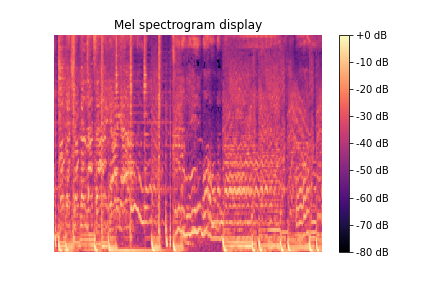 Mel spectrogram display
+0 dB
-10 dB
-20 dB
-30 dB
-40 dB
-50 dB
-60 dB
-70 dB
-80 dB